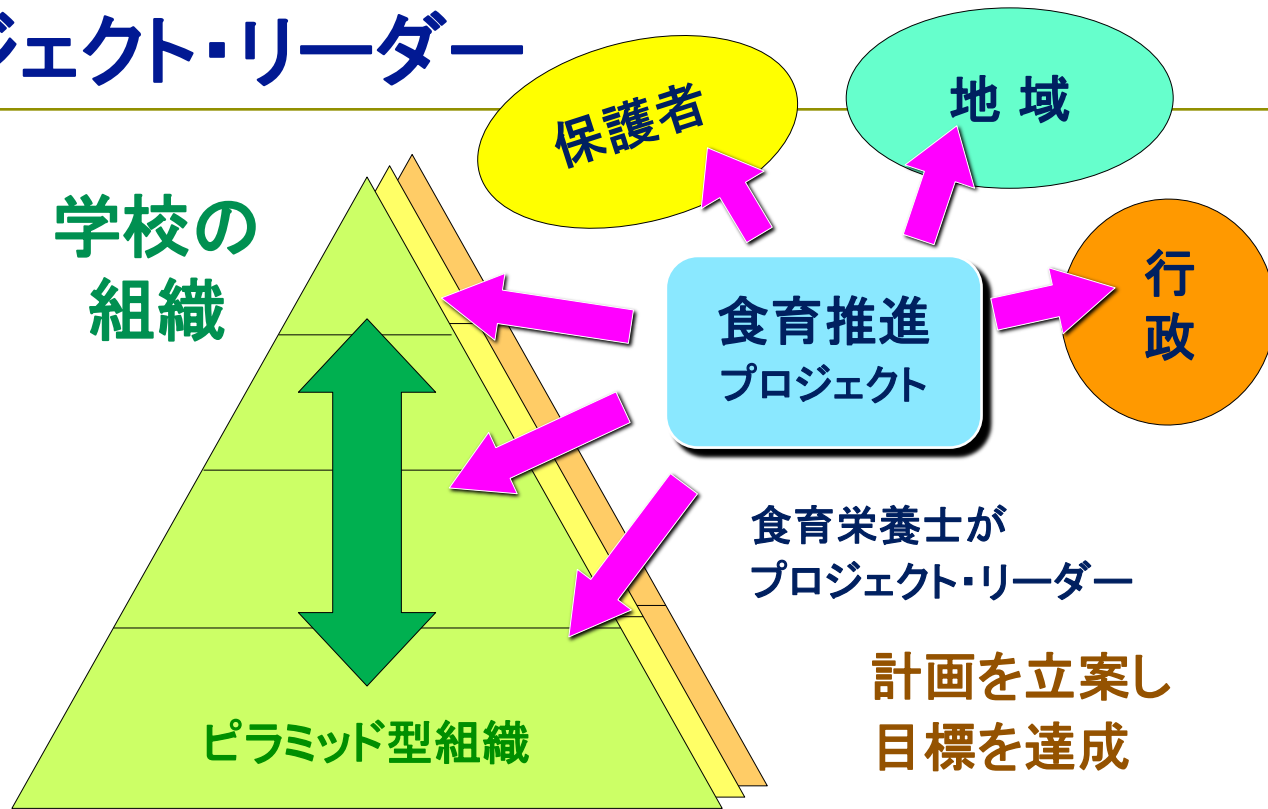 ジェクト・リーダー
保護者
地 域
学校の
組織
行
政
食育推進
プロジェクト
食育栄養士が
プロジェクト・リーダー
計画を立案し
目標を達成
ピラミッド型組織